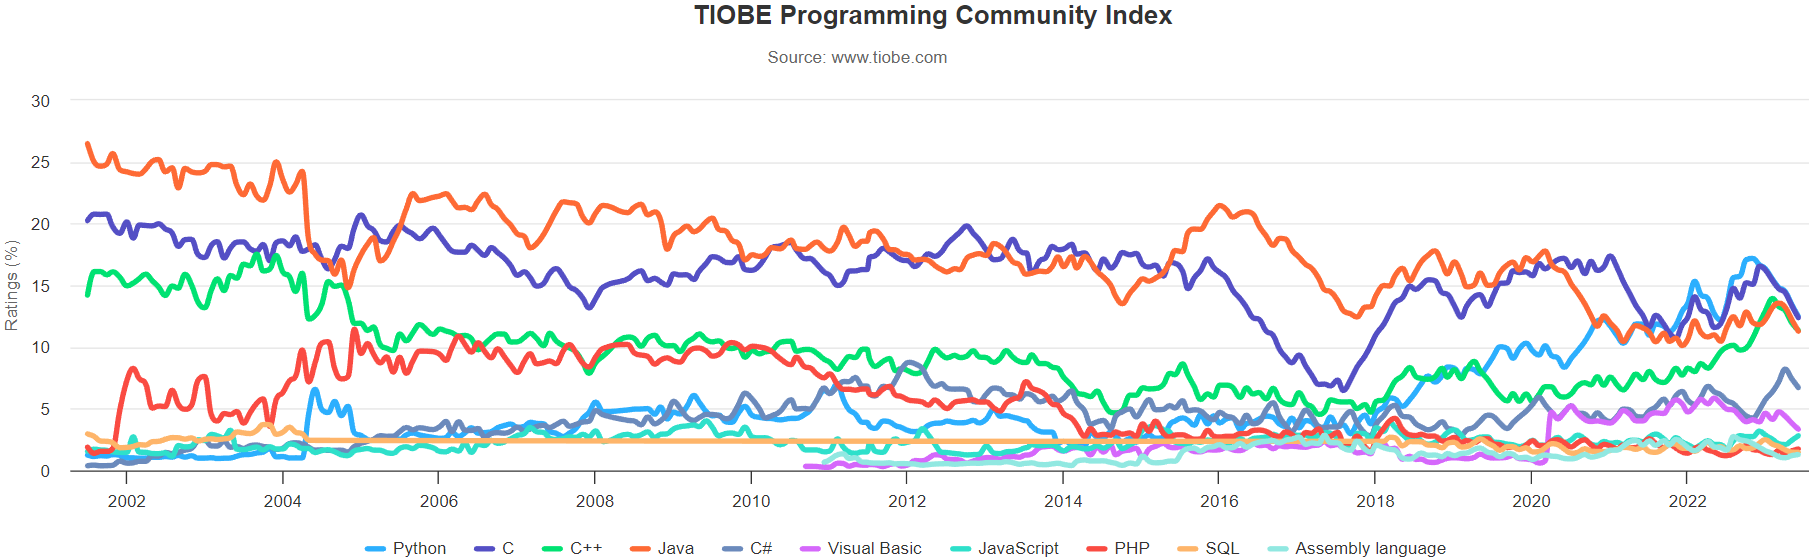 TIOBE Programming Community Index
Source: www.tiobe.com
Ratings (%)
30
25
20
15
10
5
0
2002 2004 2006 2008 2010 2012 2014 2016 2018 2020 2022
Python C C++ Java C# Visual Basic JavaScript PHP SQL Assembly language